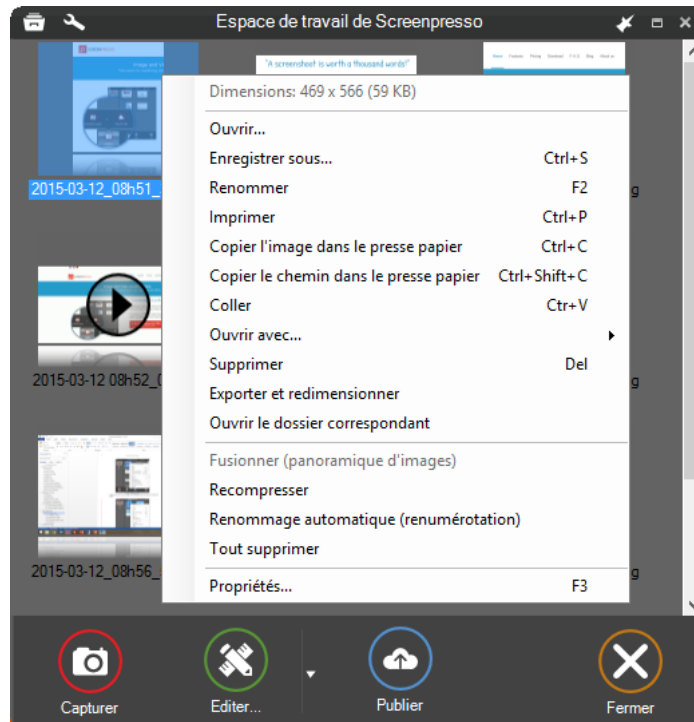 Espace de travail de Screenpresso
"A screenshot is worth a thousand words!"
Dimensions: 469 x 566 (59 KB)
Ouvrir...
Enregistrer sous... Ctrl+S
Renommer F2
2015-03-12_08h51_
g
Imprimer Ctrl+P
Copier l'image dans le presse papier Ctrl+C
Copier le chemin dans le presse papier Ctrl+Shift+C
Coller Ctr+V
Ouvrir avec...
Supprimer Del
2015-03-12 08h52_
g
Exporter et redimensionner
Ouvrir le dossier correspondant
Fusionner (panoramique d'images)
Recompresser
Renommage automatique (renumérotation)
Tout supprimer
2015-03-12_08h56_
g
Propriétés... F3
Capturer
Editer...
Publier
Fermer